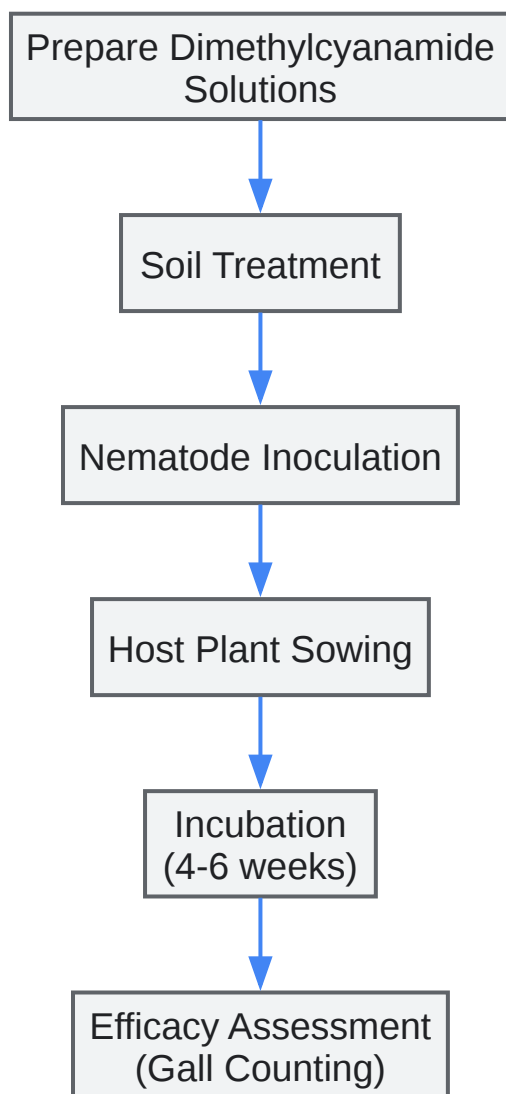 Prepare Dimethylcyanamide
Solutions
Soil Treatment
Nematode Inoculation
Host Plant Sowing
Incubation
(4-6 weeks)
Efficacy Assessment
(Gall Counting)